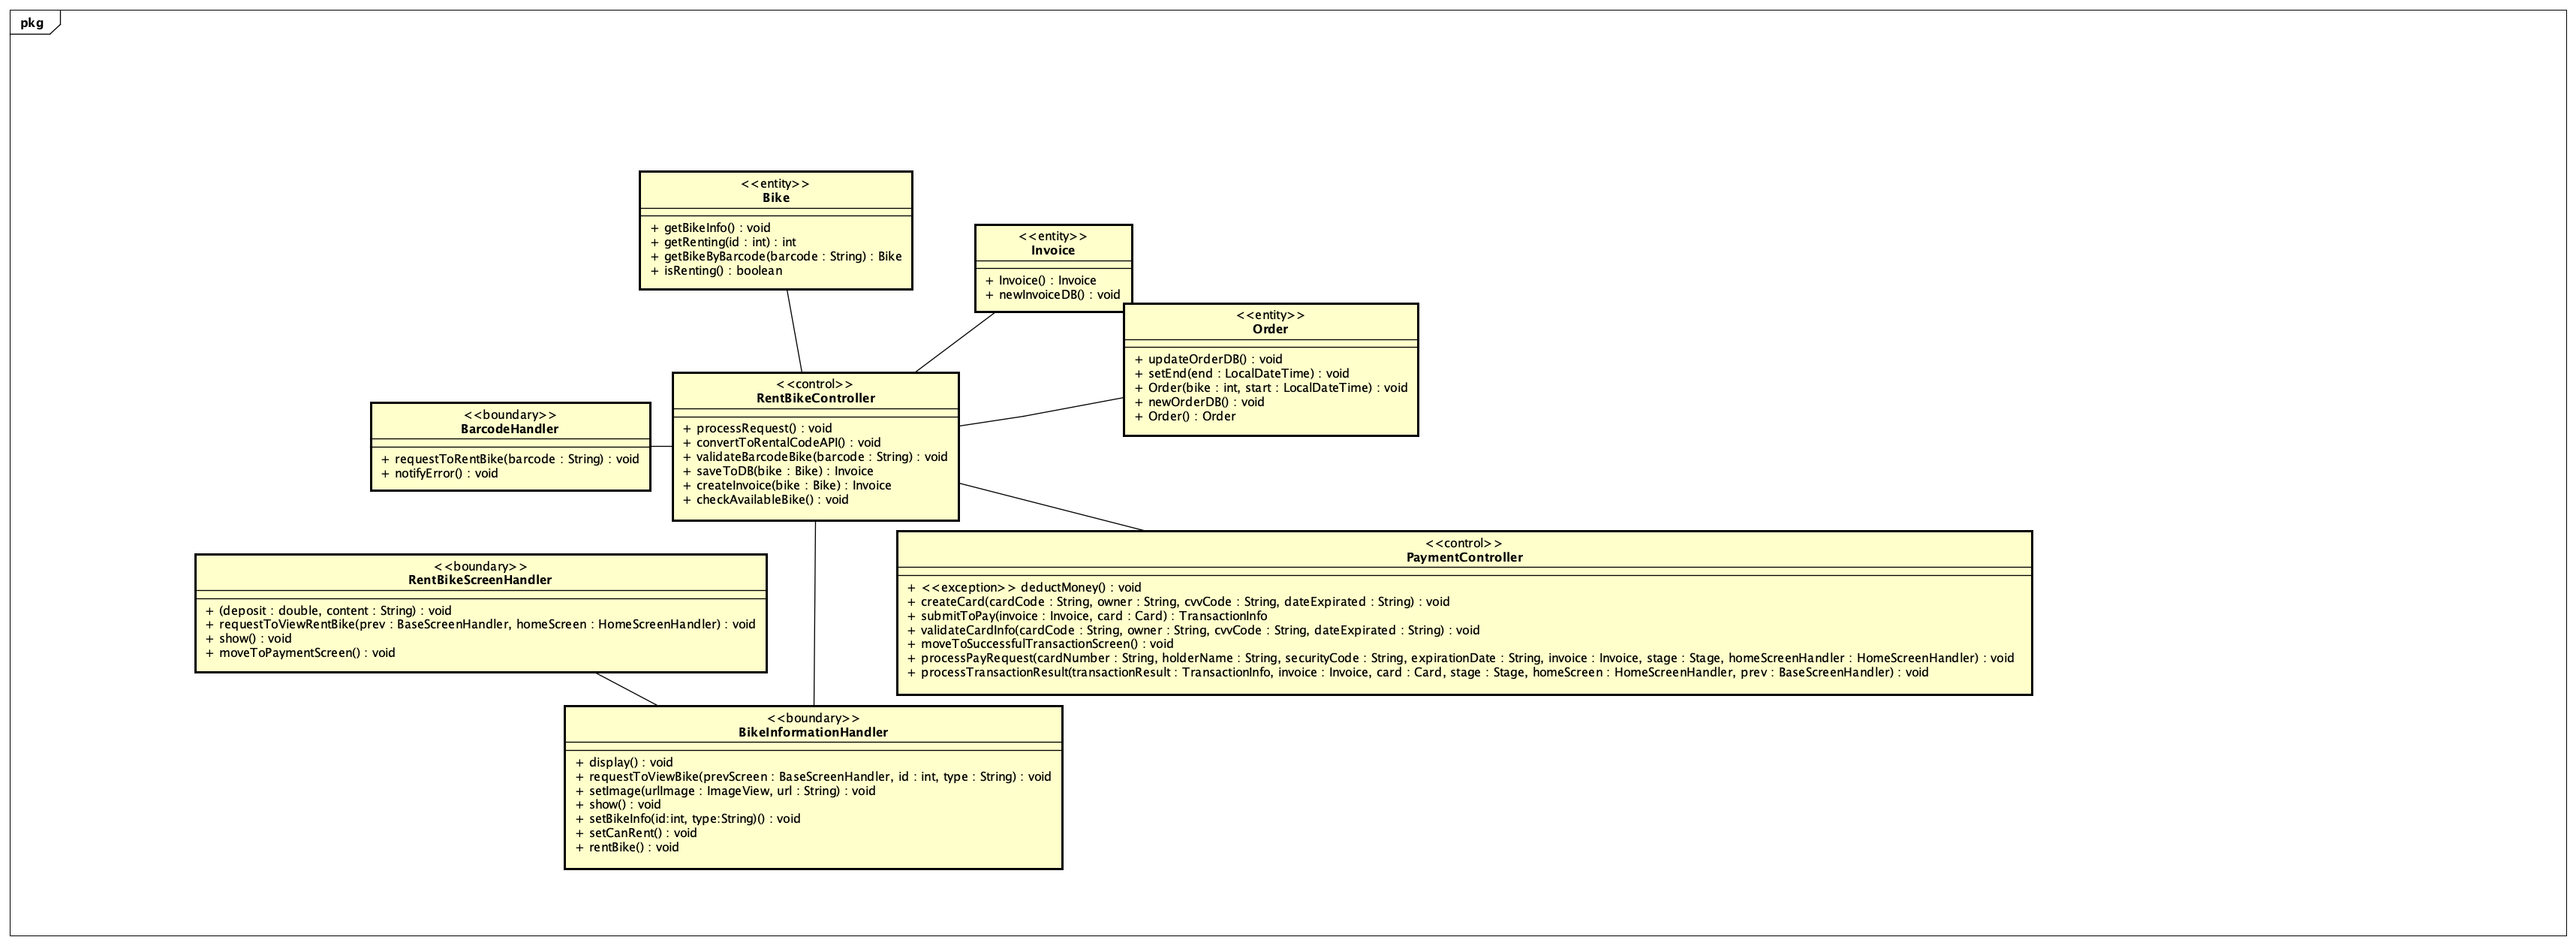 pkg
<<entity>>
Bike
+ getBikeInfo() : void
+ getRenting(id : int) : int
+ getBikeByBarcode(barcode : String) : Bike
+ isRenting() : boolean
<<entity>>
Invoice
+ Invoice() : Invoice
+ newInvoiceDB() : void
<<entity>>
Order
+ updateOrderDB() : void
+ setEnd(end : LocalDateTime) : void
+ Order(bike : int, start : LocalDateTime) : void
+ newOrderDB() : void
+ Order() : Order
<<control>>
RentBikeController
+ processRequest() : void
+ convertToRentalCodeAPI() : void
+ validateBarcodeBike(barcode : String) : void
+ saveToDB(bike : Bike) : Invoice
+ createInvoice(bike : Bike) : Invoice
+ checkAvailableBike() : void
<<boundary>>
BarcodeHandler
+ requestToRentBike(barcode : String) : void
+ notifyError() : void
<<control>>
PaymentController
+ <<exception>> deductMoney() : void
+ createCard(cardCode : String, owner : String, cvvCode : String, dateExpirated : String) : void
+ submitToPay(invoice : Invoice, card : Card) : TransactionInfo
+ validateCardInfo(cardCode : String, owner : String, cvvCode : String, dateExpirated : String) : void
+ moveToSuccessfulTransactionScreen() : void
+ processPayRequest(cardNumber : String, holderName : String, securityCode : String, expirationDate : String, invoice : Invoice, stage : Stage, homeScreenHandler : HomeScreenHandler) : void
+ processTransactionResult(transactionResult : TransactionInfo, invoice : Invoice, card : Card, stage : Stage, homeScreen : HomeScreenHandler, prev : BaseScreenHandler) : void
<<boundary>>
RentBikeScreenHandler
+ (deposit : double, content : String) : void
+ requestToViewRentBike(prev : BaseScreenHandler, homeScreen : HomeScreenHandler) : void
+ show() : void
+ moveToPaymentScreen() : void
<<boundary>>
BikeInformationHandler
+ display() : void
+ requestToViewBike(prevScreen : BaseScreenHandler, id : int, type : String) : void
+ setImage(urlImage : ImageView, url : String) : void
+ show() : void
+ setBikeInfo(id:int, type:String)() : void
+ setCanRent() : void
+ rentBike() : void